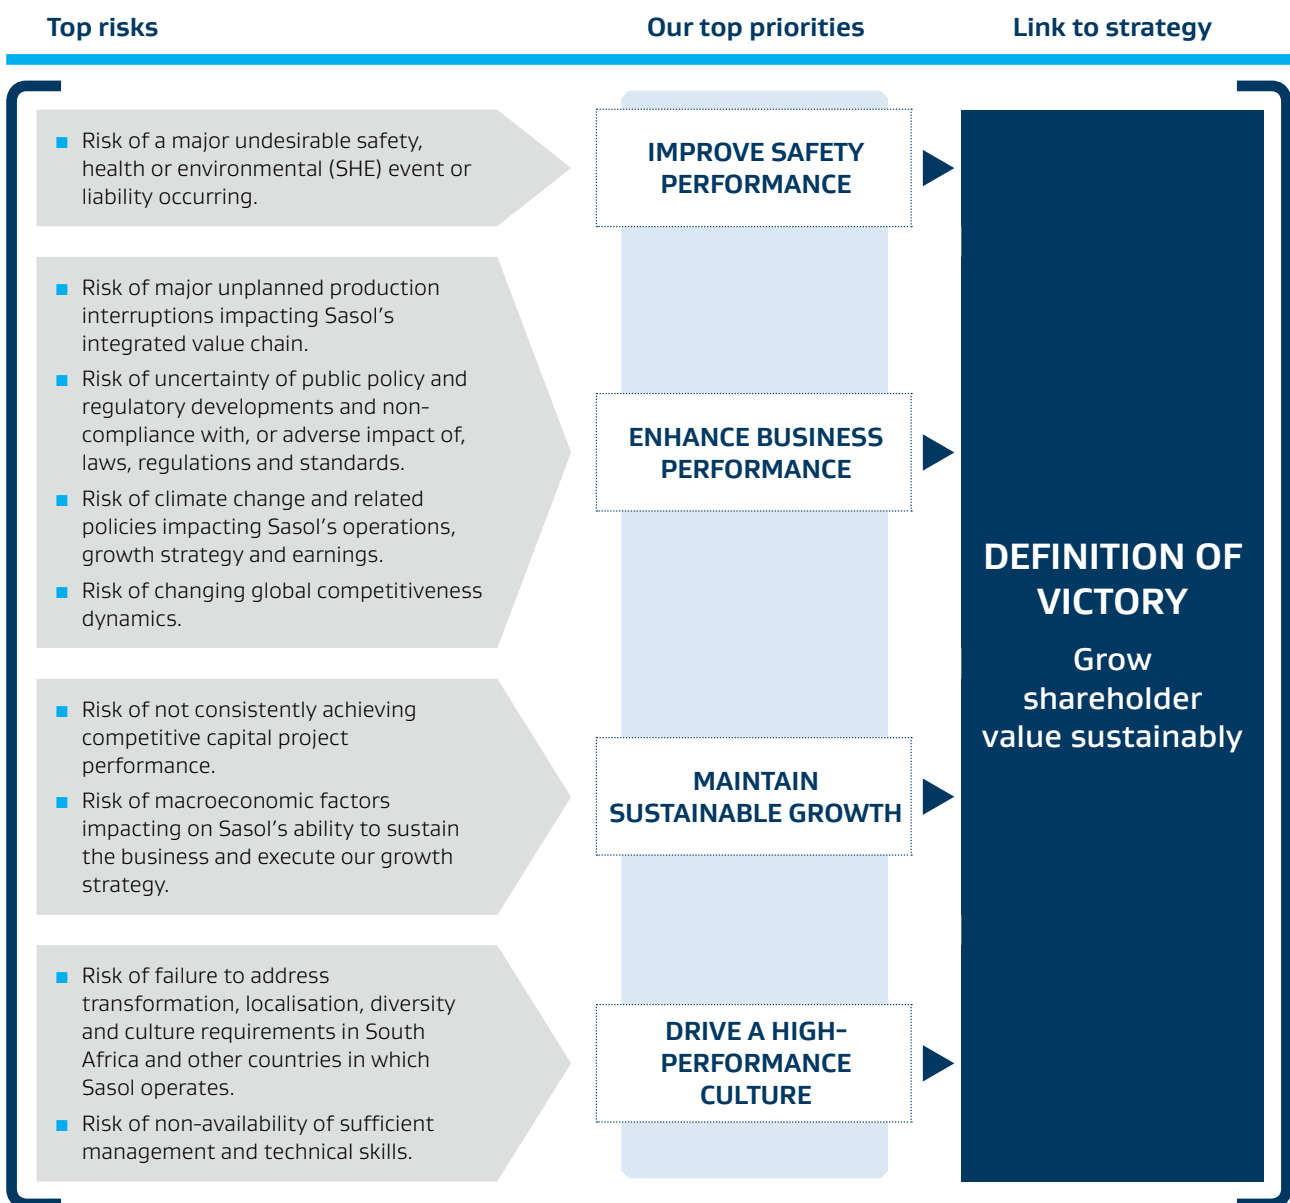 Top risks
Our top priorities
Link to strategy
■ Risk of a major undesirable safety,
health or environmental (SHE) event or
liability occurring.
IMPROVE SAFETY
PERFORMANCE
■ Risk of major unplanned production
interruptions impacting Sasol’s
integrated value chain.
■ Risk of uncertainty of public policy and
regulatory developments and non-
compliance with, or adverse impact of,
laws, regulations and standards.
■ Risk of climate change and related
policies impacting Sasol’s operations,
growth strategy and earnings.
■ Risk of changing global competitiveness
dynamics.
ENHANCE BUSINESS
PERFORMANCE
■ Risk of not consistently achieving
competitive capital project
performance.
■ Risk of macroeconomic factors
impacting on Sasol’s ability to sustain
the business and execute our growth
strategy.
MAINTAIN
SUSTAINABLE GROWTH
■ Risk of failure to address
transformation, localisation, diversity
and culture requirements in South
Africa and other countries in which
Sasol operates.
■ Risk of non-availability of sufficient
management and technical skills.
DRIVE A HIGH-
PERFORMANCE
CULTURE
DEFINITION OF
VICTORY
Grow
shareholder
value sustainably